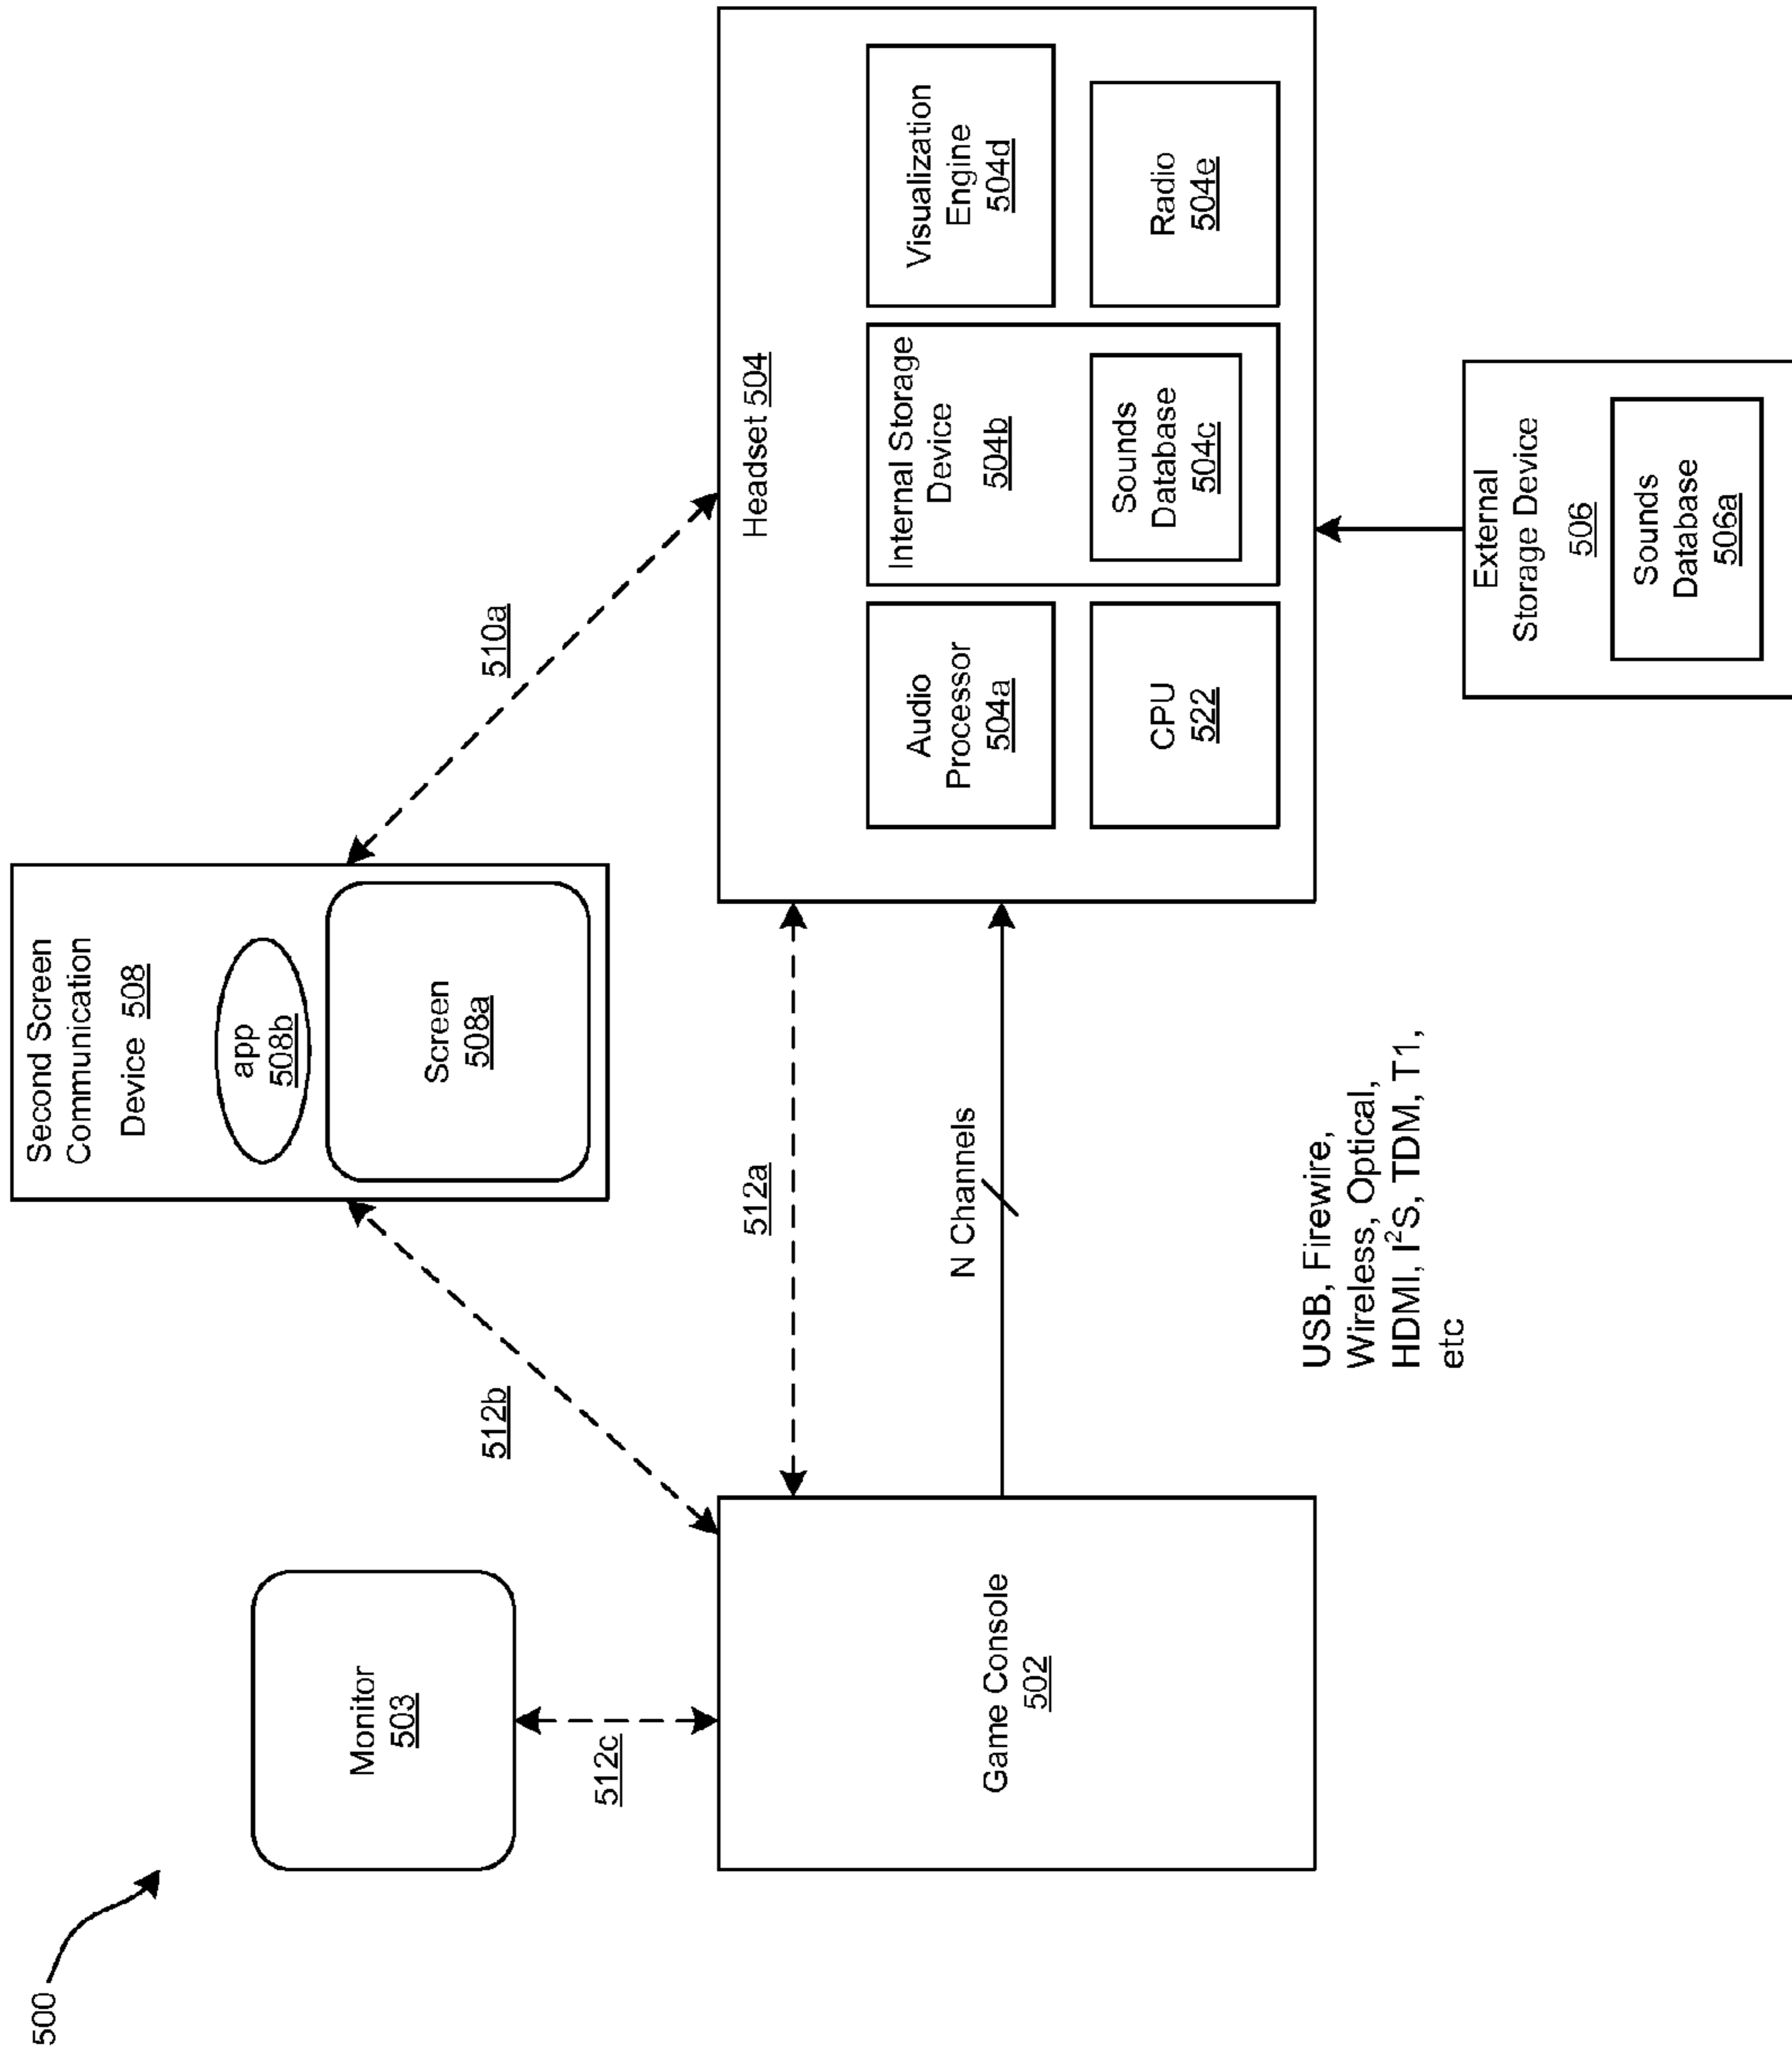 500
Monitor
503
512c
Game Console
502
512b
Second Screen
Communication
Device 508
app
508b
Screen
508a
512a
N Channels
USB, Firewire,
Wireless, Optical,
HDMI, I²S, TDM, T1,
etc
510a
Headset 504
Audio
Processor
504a
CPU
522
Internal Storage
Device
504b
Sounds
Database
504c
Visualization
Engine
504d
Radio
504e
External
Storage Device
506
Sounds
Database
506a